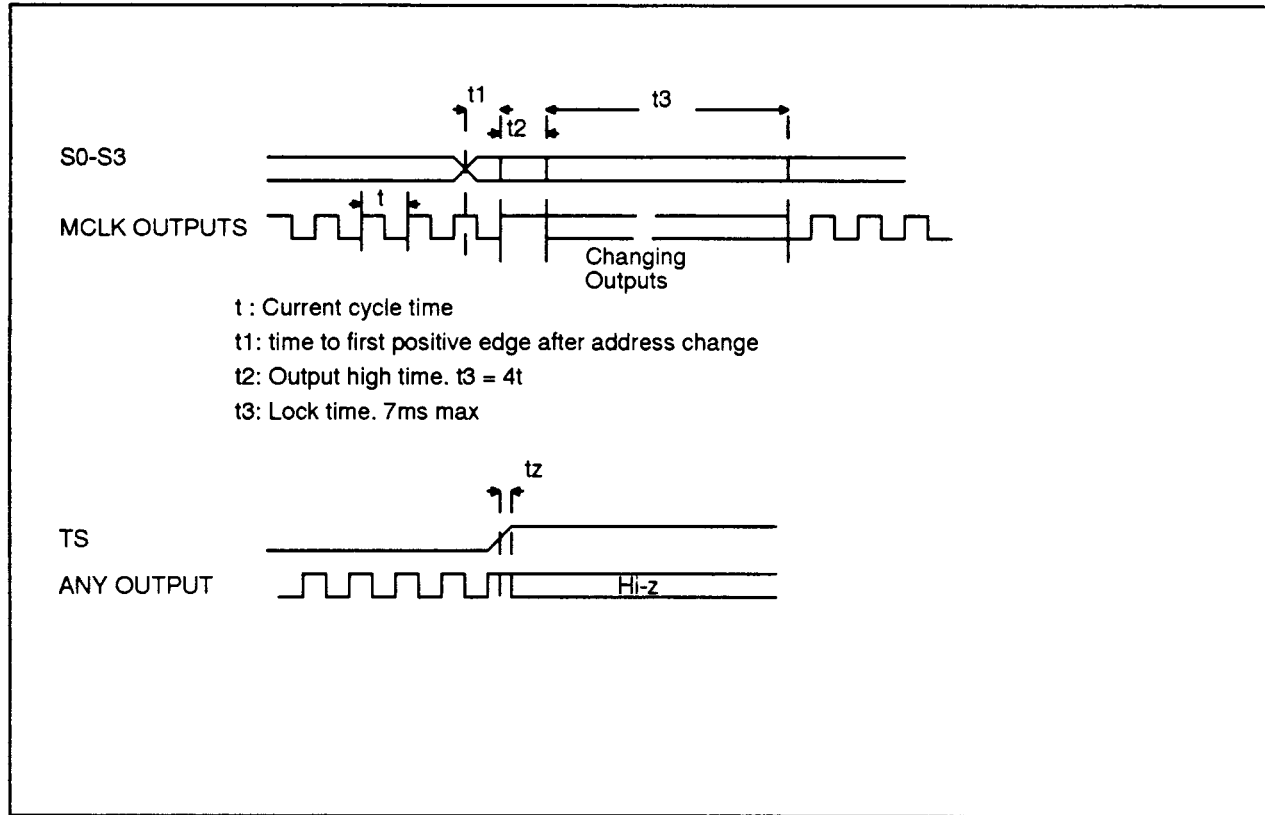 t1
t3
t2
S0-S3
t
MCLK OUTPUTS
Changing
Outputs
t : Current cycle time
t1: time to first positive edge after address change
t2: Output high time. t3 = 4t
t3: Lock time. 7ms max
tz
TS
ANY OUTPUT
Hi-z